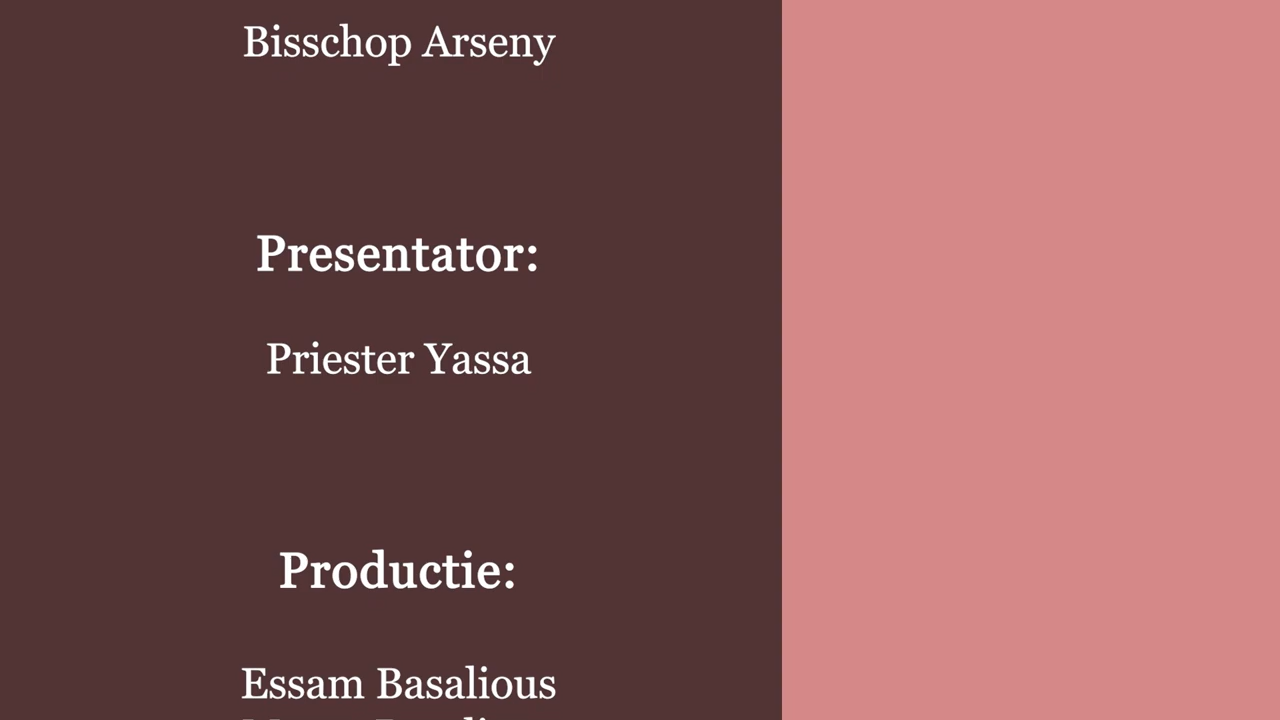 Bisschop Arseny
Presentator:
Priester Yassa
Productie:
Essam Basalious